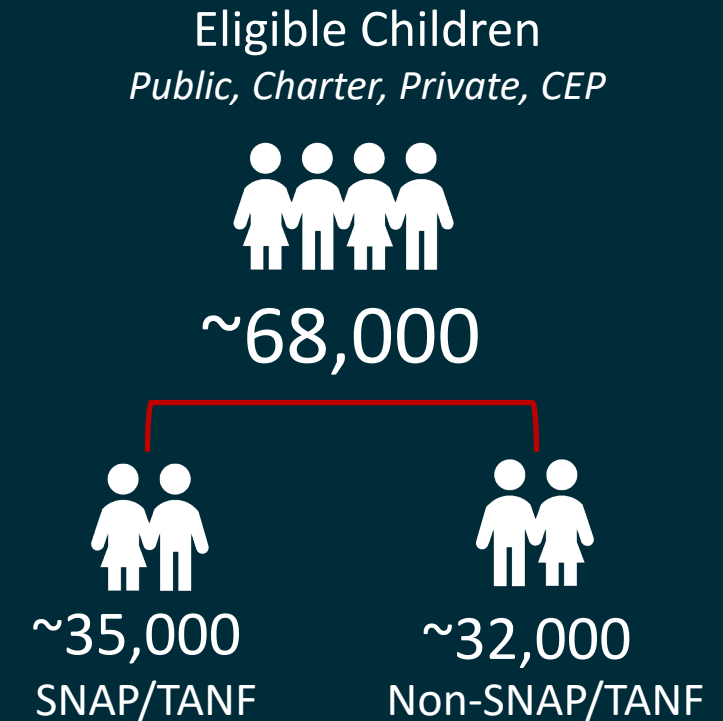 Eligible Children
Public, Charter, Private, CEP
~68,000
~35,000
SNAP/TANF
~32,000
Non-SNAP/TANF